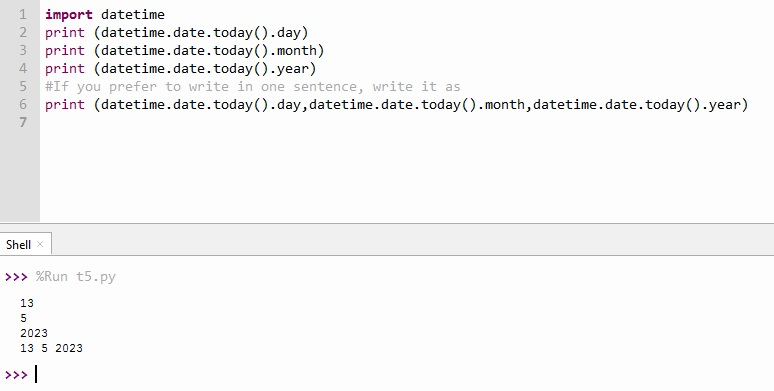 1 import datetime
2 print (datetime.date.today().day)
3 print (datetime.date.today().month)
4 print (datetime.date.today().year)
5 #If you prefer to write in one sentence, write it as
6 print (datetime.date.today().day,datetime.date.today().month,datetime.date.today().year)
7
Shell ×
>>> %Run t5.py
13
5
2023
13 5 2023
>>>